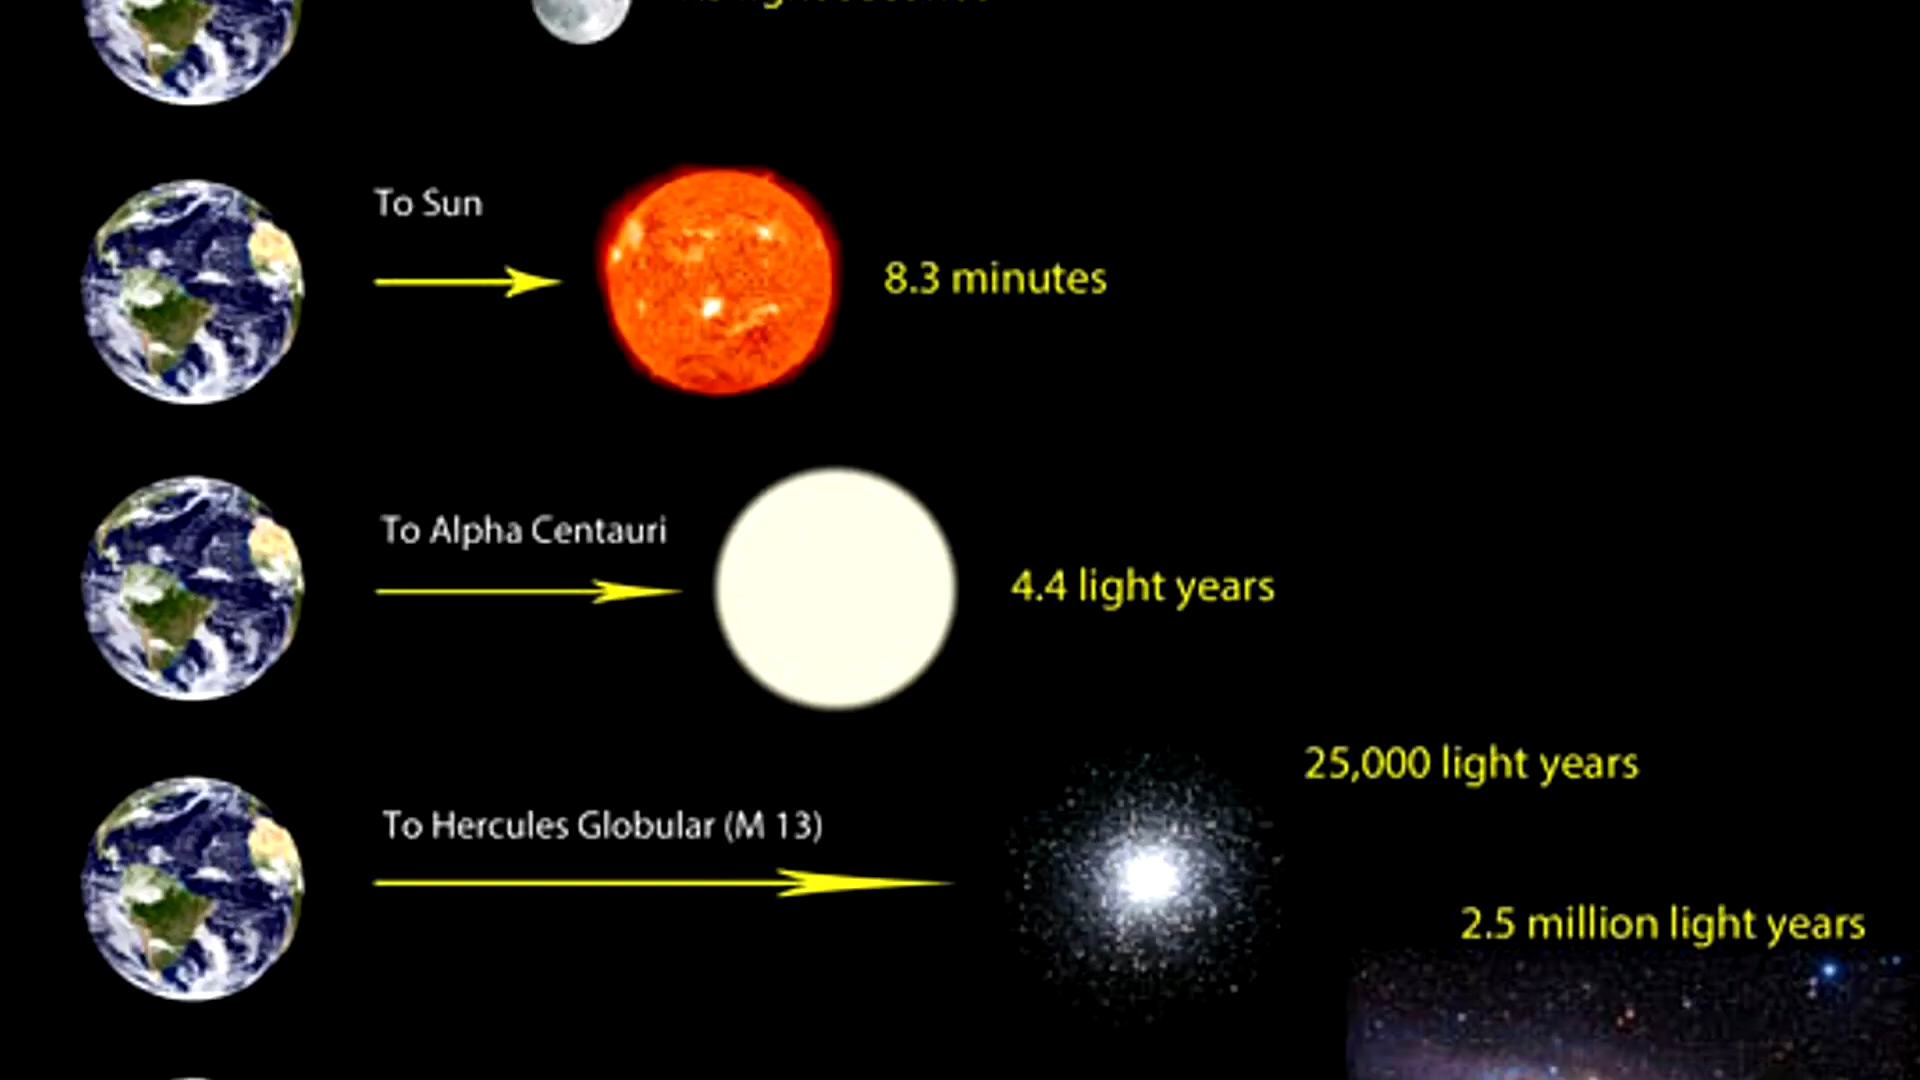 To Sun
8.3 minutes
To Alpha Centauri
4.4 light years
25,000 light years
To Hercules Globular (M 13)
2.5 million light years